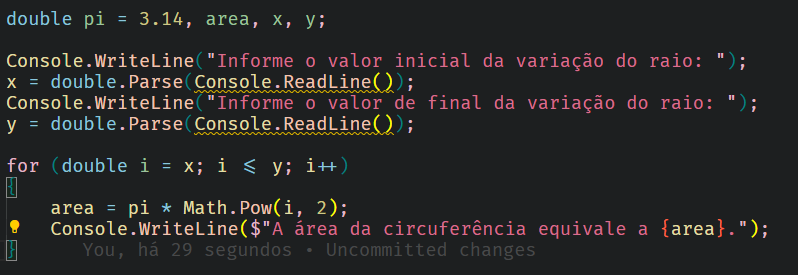 double pi = 3.14, area, x, y;
Console.WriteLine("Informe o valor inicial da variação do raio: ");
x = double.Parse(Console.ReadLine());
Console.WriteLine("Informe o valor de final da variação do raio: ");
y = double.Parse(Console.ReadLine());
for (double i = x; i <= y; i++)
{
area = pi * Math.Pow(i, 2);
Console.WriteLine($"A área da circuferência equivale a {area}.");
} You, há 29 segundos • Uncommitted changes